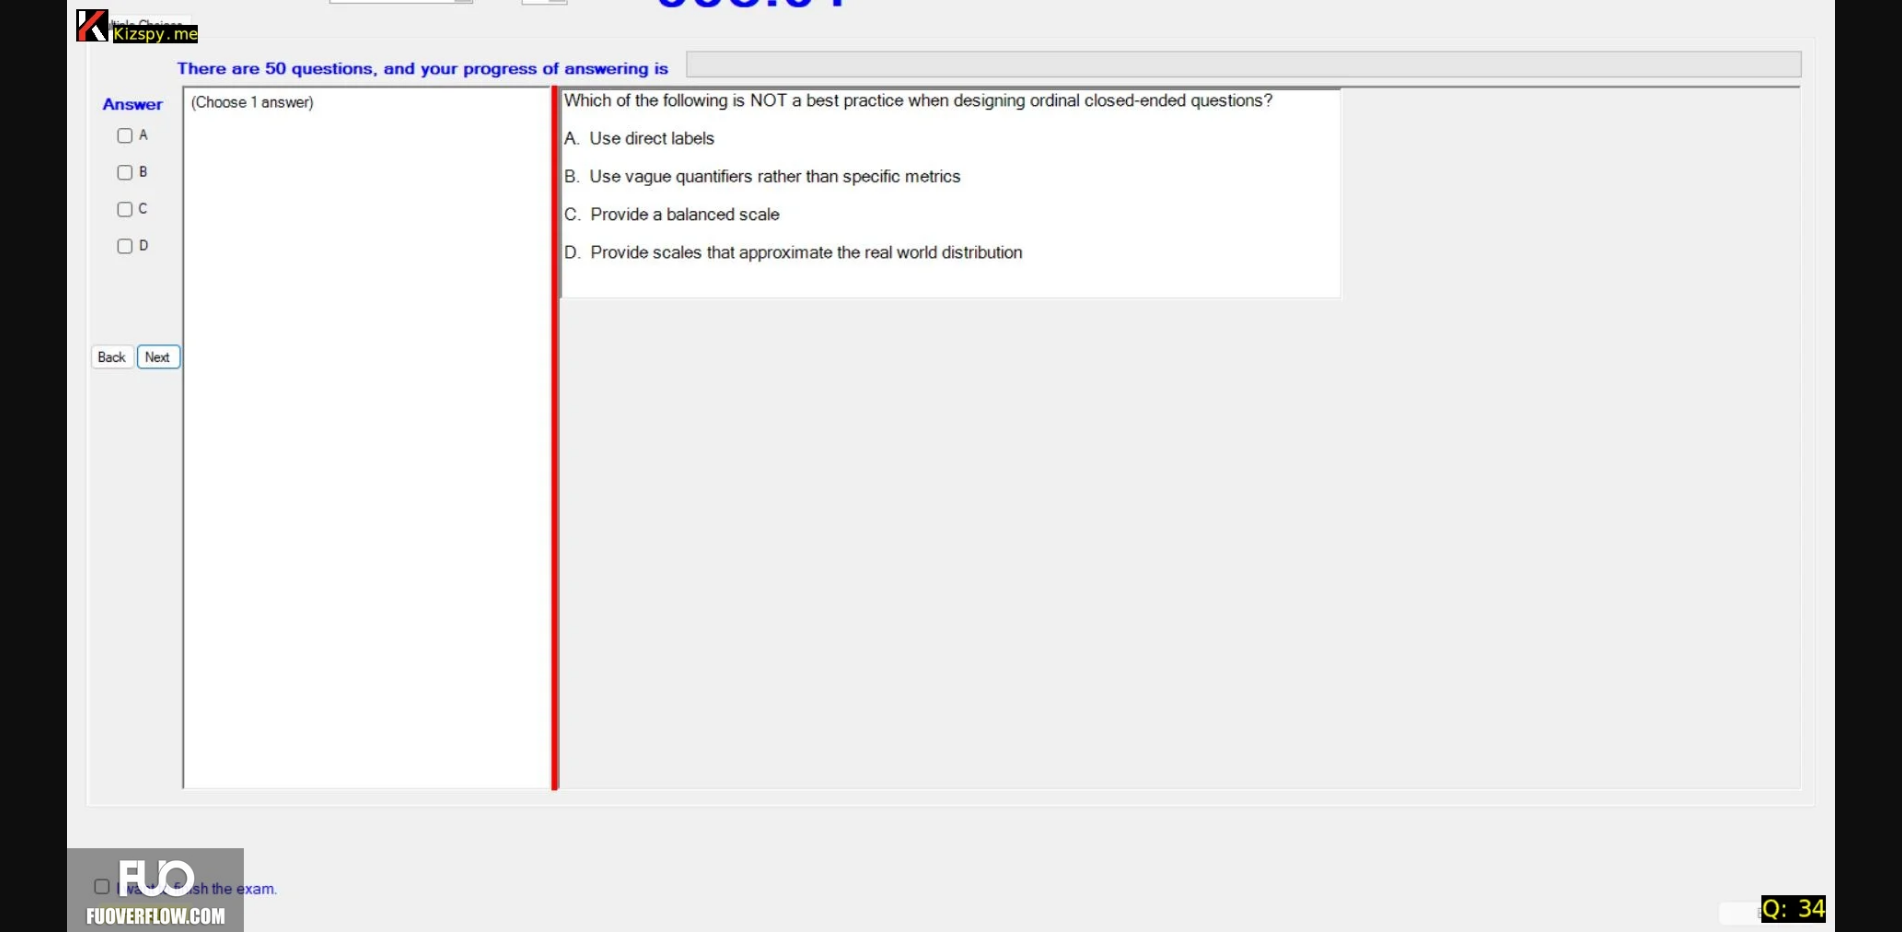 Kizspy.me
There are 50 questions, and your progress of answering is
Answer
(Choose 1 answer)
A
B
C
D
Back
Next
Which of the following is NOT a best practice when designing ordinal closed-ended questions?
A. Use direct labels
B. Use vague quantifiers rather than specific metrics
C. Provide a balanced scale
D. Provide scales that approximate the real world distribution
I want to finish the exam.
FUO
FUOVERFLOW.COM
Q: 34